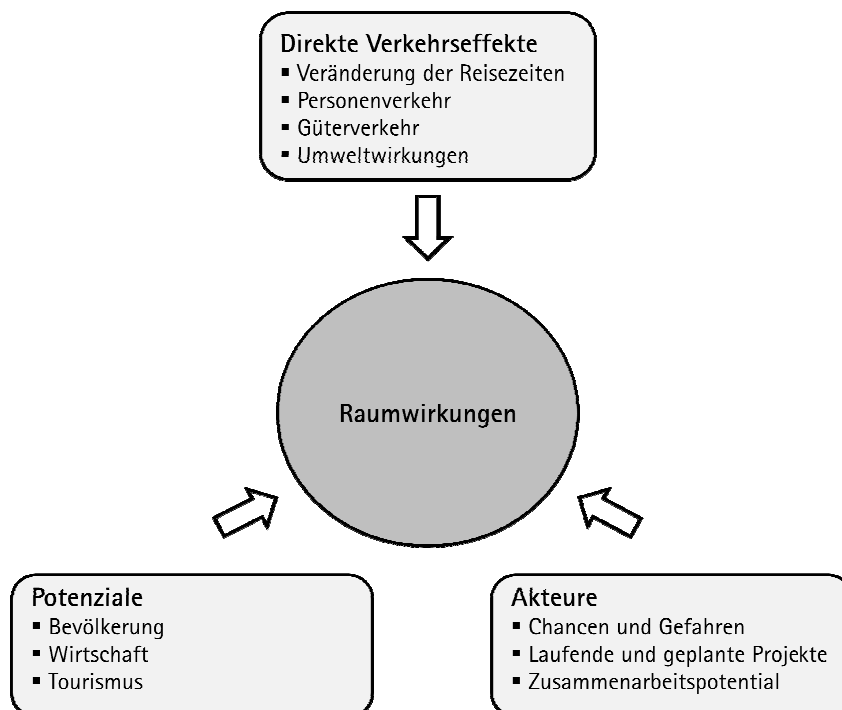 Direkte Verkehrseffekte
▪ Veränderung der Reisezeiten
▪ Personenverkehr
▪ Güterverkehr
▪ Umweltwirkungen
Raumwirkungen
Potenziale
▪ Bevölkerung
▪ Wirtschaft
▪ Tourismus
Akteure
▪ Chancen und Gefahren
▪ Laufende und geplante Projekte
▪ Zusammenarbeitspotential